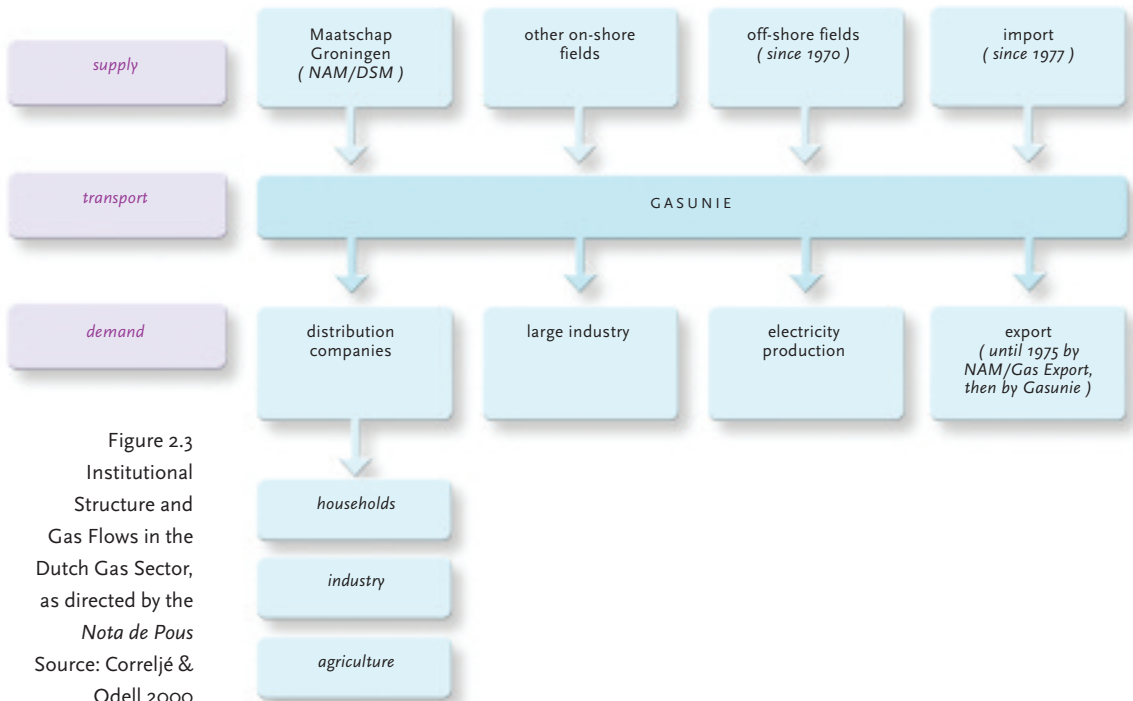 supply
Maatschap
Groningen
( NAM/DSM )
other on-shore
fields
off-shore fields
( since 1970 )
import
( since 1977 )
transport
GASUNIE
demand
distribution
companies
large industry
electricity
production
export
( until 1975 by
NAM/Gas Export,
then by Gasunie )
households
industry
agriculture
Figure 2.3
Institutional
Structure and
Gas Flows in the
Dutch Gas Sector,
as directed by the
Nota de Pous
Source: Correljé &
Odell 2000